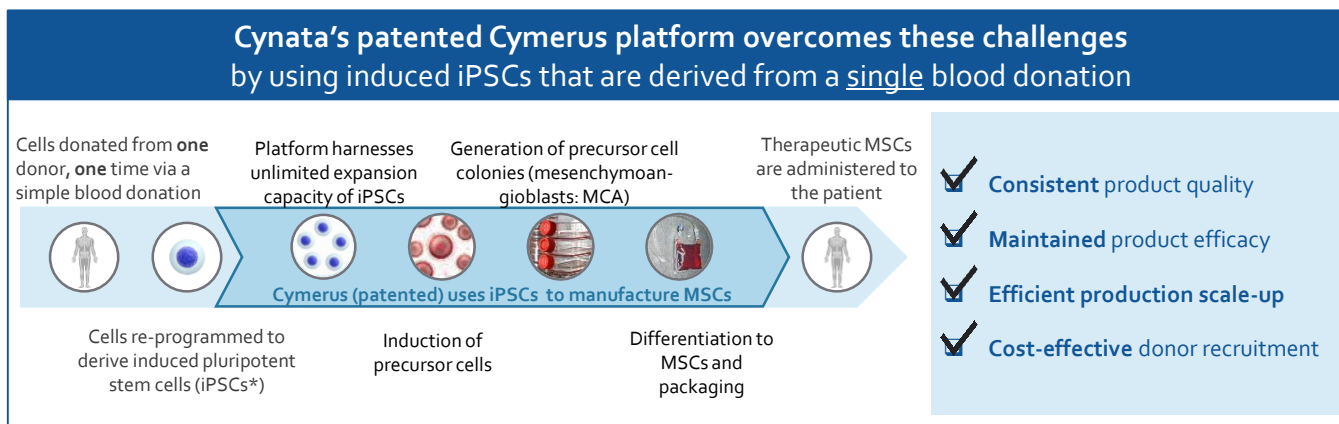 Cynata's patented Cymerus platform overcomes these challenges
by using induced iPSCs that are derived from a single blood donation
Cells donated from one
donor, one time via a
simple blood donation
Platform harnesses
unlimited expansion
capacity of iPSCs
Generation of precursor cell
colonies (mesenchymoan-
gioblasts: MCA)
Therapeutic MSCs
are administered to
the patient
Cymerus (patented) uses iPSCs to manufacture MSCs
Cells re-programmed to
derive induced pluripotent
stem cells (iPSCs*)
Induction of
precursor cells
Differentiation to
MSCs and
packaging
Consistent product quality
Maintained product efficacy
Efficient production scale-up
Cost-effective donor recruitment